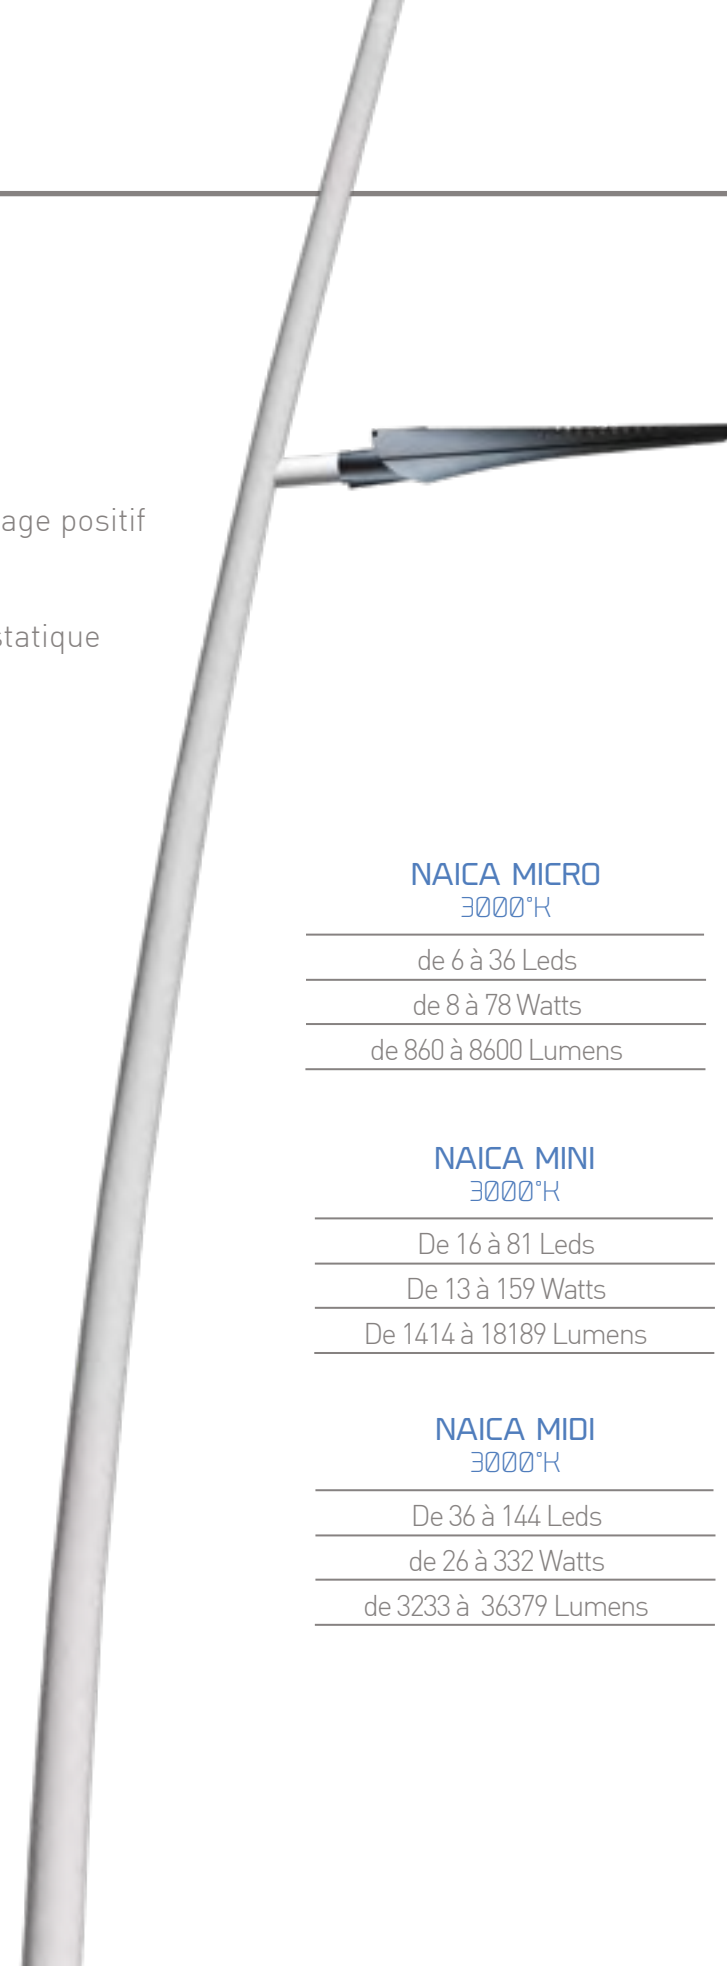 age positif
statique
NAICA MICRO
3000°K
de 6 à 36 Leds
de 8 à 78 Watts
de 860 à 8600 Lumens
NAICA MINI
3000°K
De 16 à 81 Leds
De 13 à 159 Watts
De 1414 à 18189 Lumens
NAICA MIDI
3000°K
De 36 à 144 Leds
de 26 à 332 Watts
de 3233 à 36379 Lumens